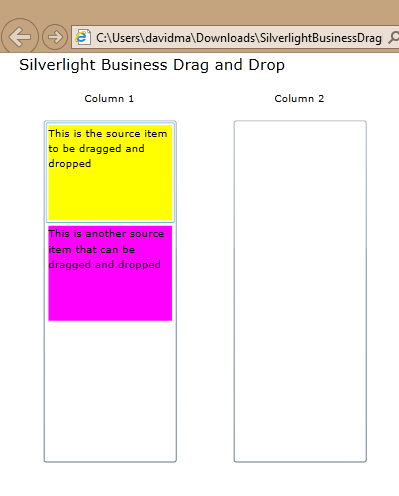 C:\Users\davidma\Downloads\SilverlightBusinessDrag
Silverlight Business Drag and Drop
Column 1
Column 2
This is the source item
to be dragged and
dropped
This is another source
item that can be
dragged and dropped